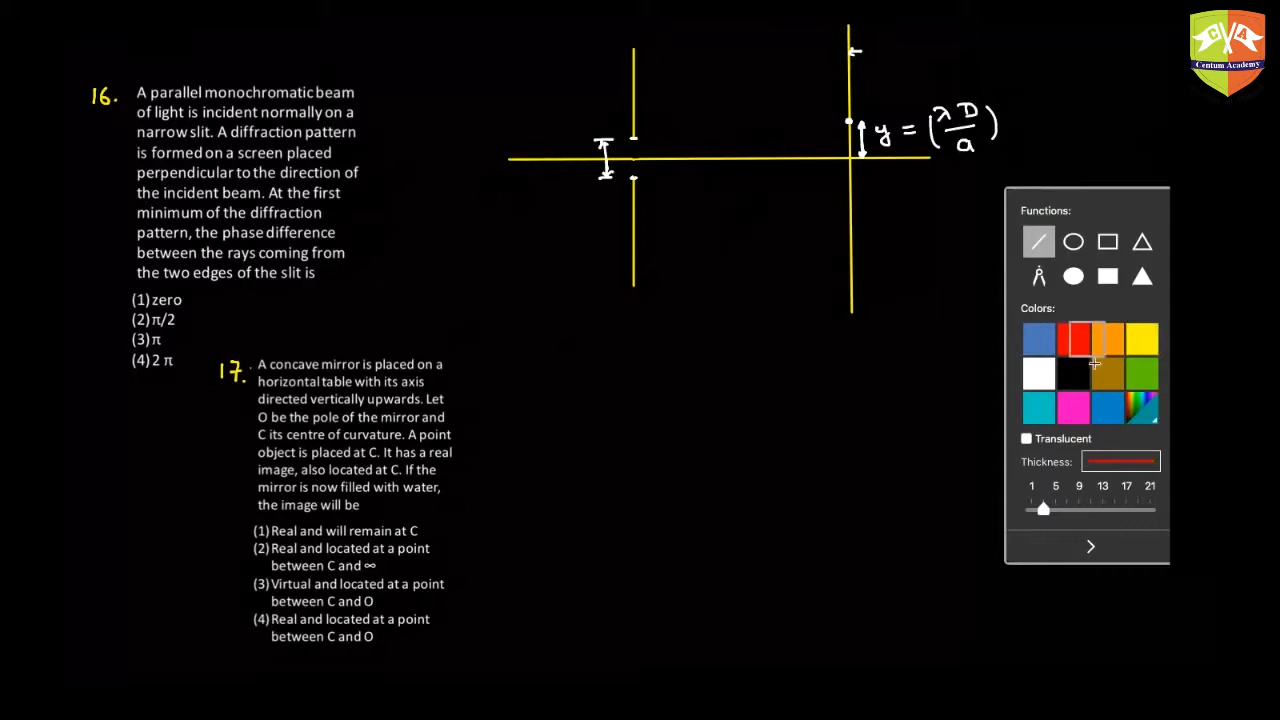 16.
A parallel monochromatic beam
of light is incident normally on a
narrow slit. A diffraction pattern
is formed on a screen placed
perpendicular to the direction of
the incident beam. At the first
minimum of the diffraction
pattern, the phase difference
between the rays coming from
the two edges of the slit is
(1) zero
(2) π/2
(3) π
(4) 2 π
17.
A concave mirror is placed on a
horizontal table with its axis
directed vertically upwards. Let
O be the pole of the mirror and
C its centre of curvature. A point
object is placed at C. It has a real
image, also located at C. If the
mirror is now filled with water,
the image will be
(1) Real and will remain at C
(2) Real and located at a point
between C and ∞
(3) Virtual and located at a point
between C and O
(4) Real and located at a point
between C and O
y = (λD/a)
C A
Centum Academy
Functions:
Colors:
Translucent
Thickness:
1 5 9 13 17 21